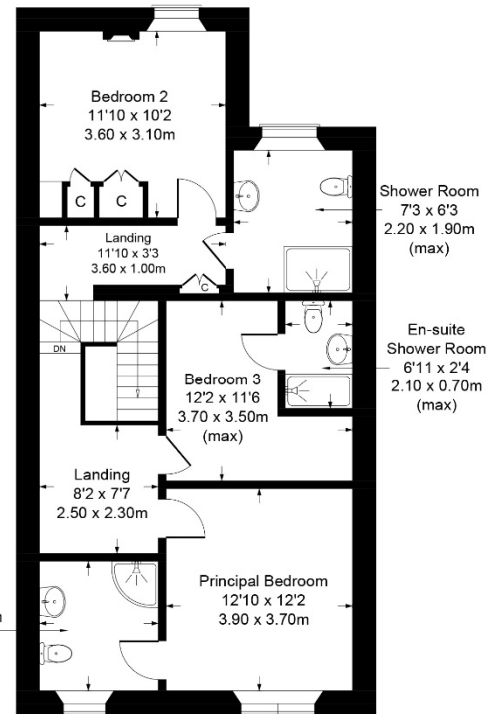 Bedroom 2
11'10 x 10'2
3.60 x 3.10m
C
C
Shower Room
7'3 x 6'3
2.20 x 1.90m
(max)
Landing
11'10 x 3'3
3.60 x 1.00m
C
DN
En-suite
Shower Room
6'11 x 2'4
2.10 x 0.70m
(max)
Bedroom 3
12'2 x 11'6
3.70 x 3.50m
(max)
Landing
8'2 x 7'7
2.50 x 2.30m
Principal Bedroom
12'10 x 12'2
3.90 x 3.70m